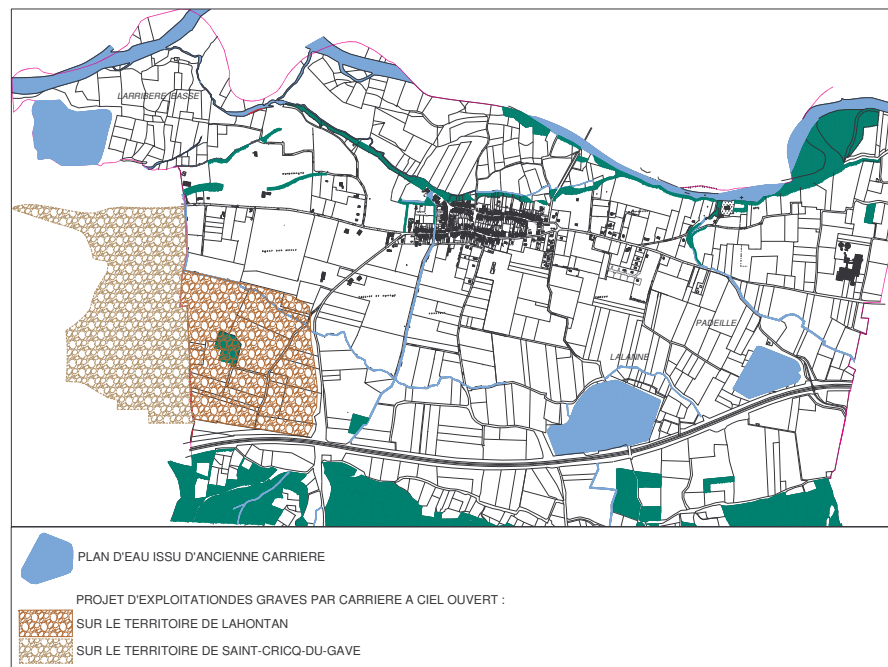 LARRIBERE BASSE
PADEILLE
LALANNE
PLAN D'EAU ISSU D'ANCIENNE CARRIERE
PROJET D'EXPLOITATIONDES GRAVES PAR CARRIERE A CIEL OUVERT :
SUR LE TERRITOIRE DE LAHONTAN
SUR LE TERRITOIRE DE SAINT-CRICQ-DU-GAVE